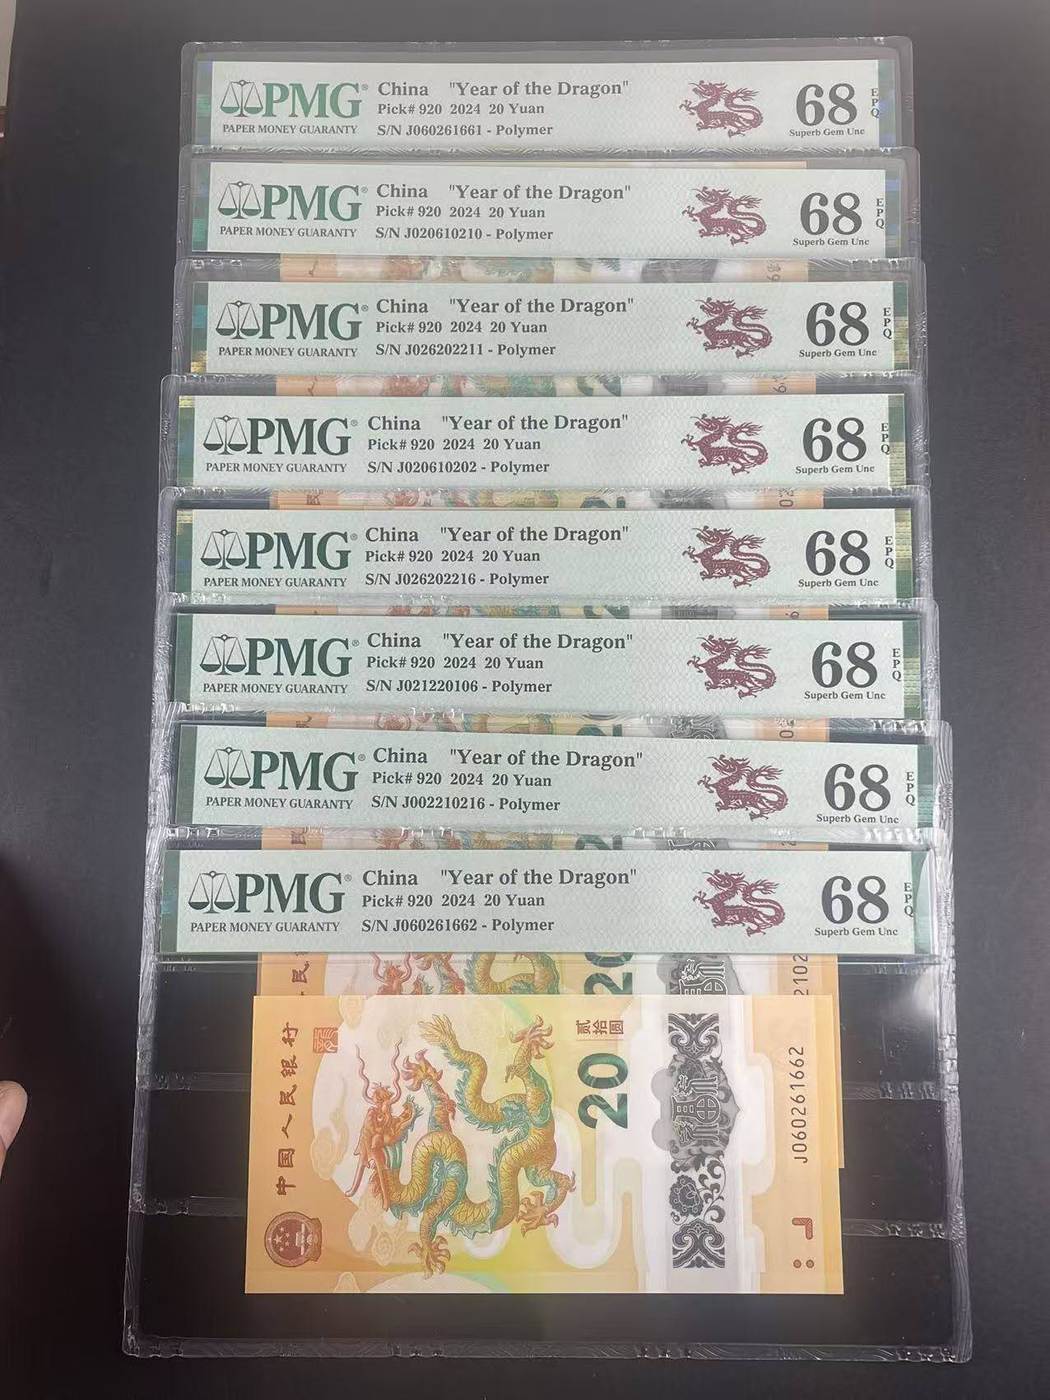 PMG® China "Year of the Dragon" 68 EPQ
Pick# 920 2024 20 Yuan
PAPER MONEY GUARANTY S/N J060261661 - Polymer Superb Gem Unc
PMG® China "Year of the Dragon" 68 EPQ
Pick# 920 2024 20 Yuan
PAPER MONEY GUARANTY S/N J020610210 - Polymer Superb Gem Unc
PMG® China "Year of the Dragon" 68 EPQ
Pick# 920 2024 20 Yuan
PAPER MONEY GUARANTY S/N J026202211 - Polymer Superb Gem Unc
PMG® China "Year of the Dragon" 68 EPQ
Pick# 920 2024 20 Yuan
PAPER MONEY GUARANTY S/N J020610202 - Polymer Superb Gem Unc
PMG® China "Year of the Dragon" 68 EPQ
Pick# 920 2024 20 Yuan
PAPER MONEY GUARANTY S/N J026202216 - Polymer Superb Gem Unc
PMG® China "Year of the Dragon" 68 EPQ
Pick# 920 2024 20 Yuan
PAPER MONEY GUARANTY S/N J021220106 - Polymer Superb Gem Unc
PMG® China "Year of the Dragon" 68 EPQ
Pick# 920 2024 20 Yuan
PAPER MONEY GUARANTY S/N J002210216 - Polymer Superb Gem Unc
PMG® China "Year of the Dragon" 68 EPQ
Pick# 920 2024 20 Yuan
PAPER MONEY GUARANTY S/N J060261662 - Polymer Superb Gem Unc
中国人民银行
贰拾圆
20
福
J060261662